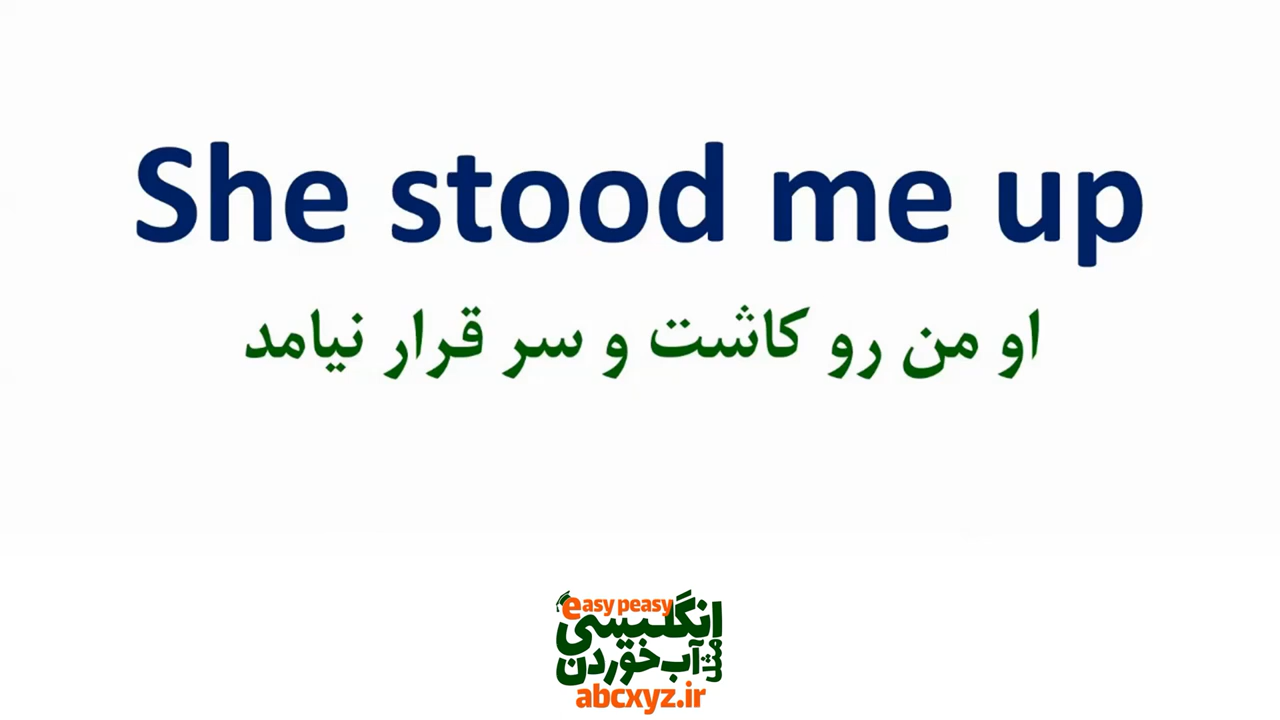 She stood me up
او من رو کاشت و سر قرار نیامد
easy peasy
انگلیسی
مثل آب خوردن
abcxyz.ir